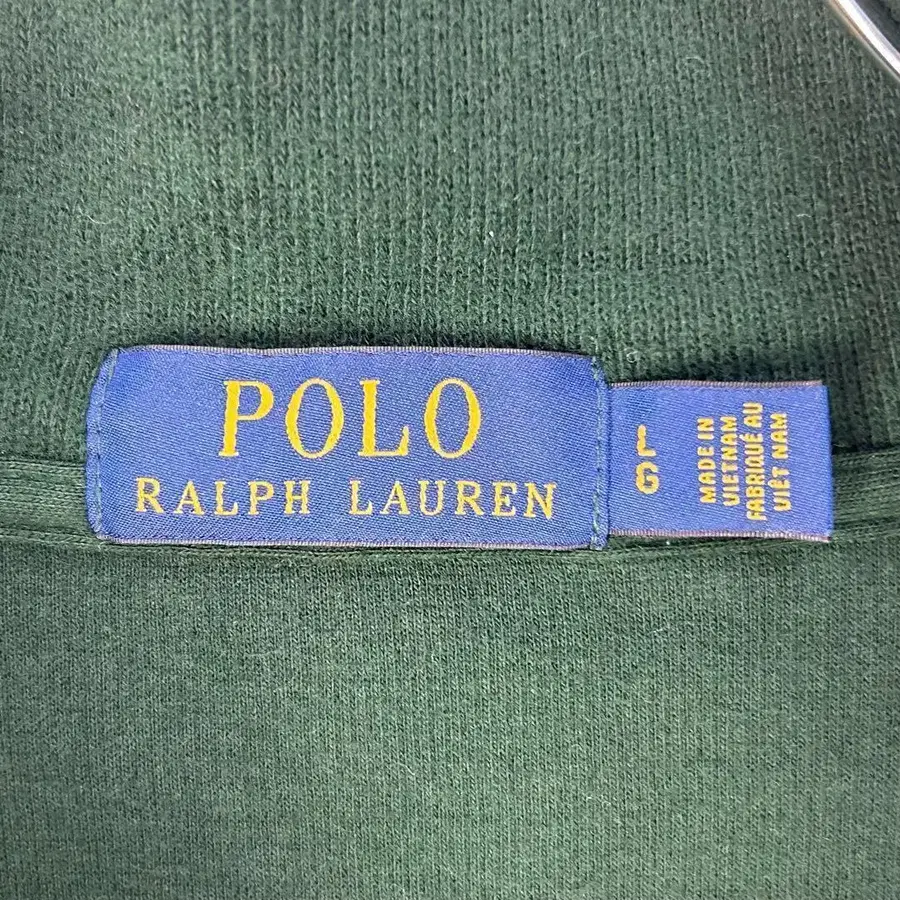 POLO
RALPH LAUREN
L
G
MADE IN
VIETNAM
FABRIQUÉ AU
VIÊT NAM